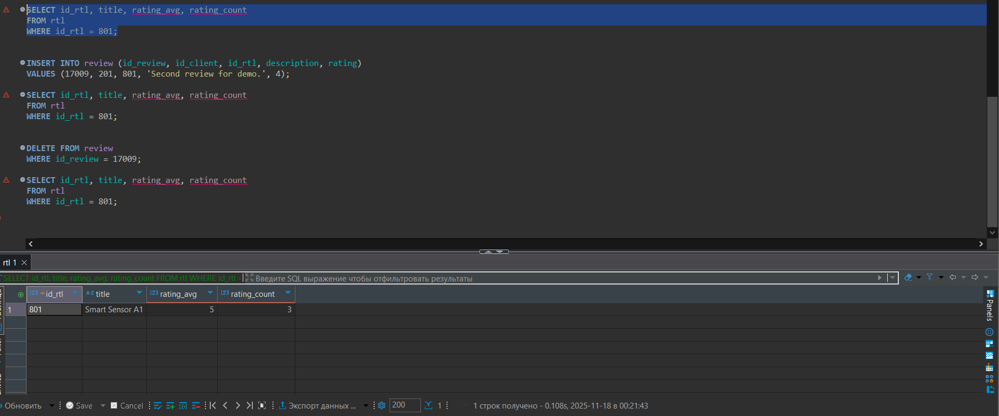 SELECT id_rtl, title, rating_avg, rating_count
FROM rtl
WHERE id_rtl = 801;
INSERT INTO review (id_review, id_client, id_rtl, description, rating)
VALUES (17009, 201, 801, 'Second review for demo.', 4);
SELECT id_rtl, title, rating_avg, rating_count
FROM rtl
WHERE id_rtl = 801;
DELETE FROM review
WHERE id_review = 17009;
SELECT id_rtl, title, rating_avg, rating_count
FROM rtl
WHERE id_rtl = 801;
rtl 1
SELECT id_rtl, title, rating_avg, rating_count FROM rtl WHERE id_rtl = Введите SQL выражение чтобы отфильтровать результаты
123 id_rtl A-Z title 123 rating_avg 123 rating_count
1 801 Smart Sensor A1 5 3
Panels
Обновить Save Cancel Экспорт данных ... 200 1 1 строк получено - 0.108s, 2025-11-18 в 00:21:43